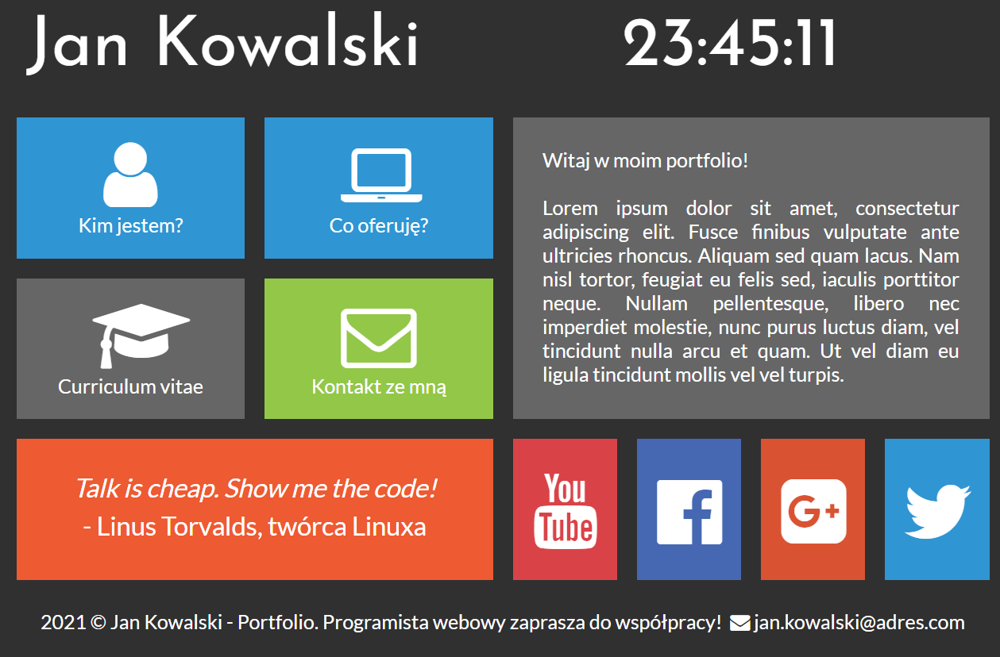 Jan Kowalski
23:45:11
Kim jestem?
Co oferuję?
Curriculum vitae
Kontakt ze mną
Witaj w moim portfolio!
Lorem ipsum dolor sit amet, consectetur
adipiscing elit. Fusce finibus vulputate ante
ultricies rhoncus. Aliquam sed quam lacus. Nam
nisl tortor, feugiat eu felis sed, iaculis porttitor
neque. Nullam pellentesque, libero nec
imperdiet molestie, nunc purus luctus diam, vel
tincidunt nulla arcu et quam. Ut vel diam eu
ligula tincidunt mollis vel vel turpis.
Talk is cheap. Show me the code!
- Linus Torvalds, twórca Linuxa
You
Tube
f
G+
2021 © Jan Kowalski - Portfolio. Programista webowy zaprasza do współpracy! jan.kowalski@adres.com